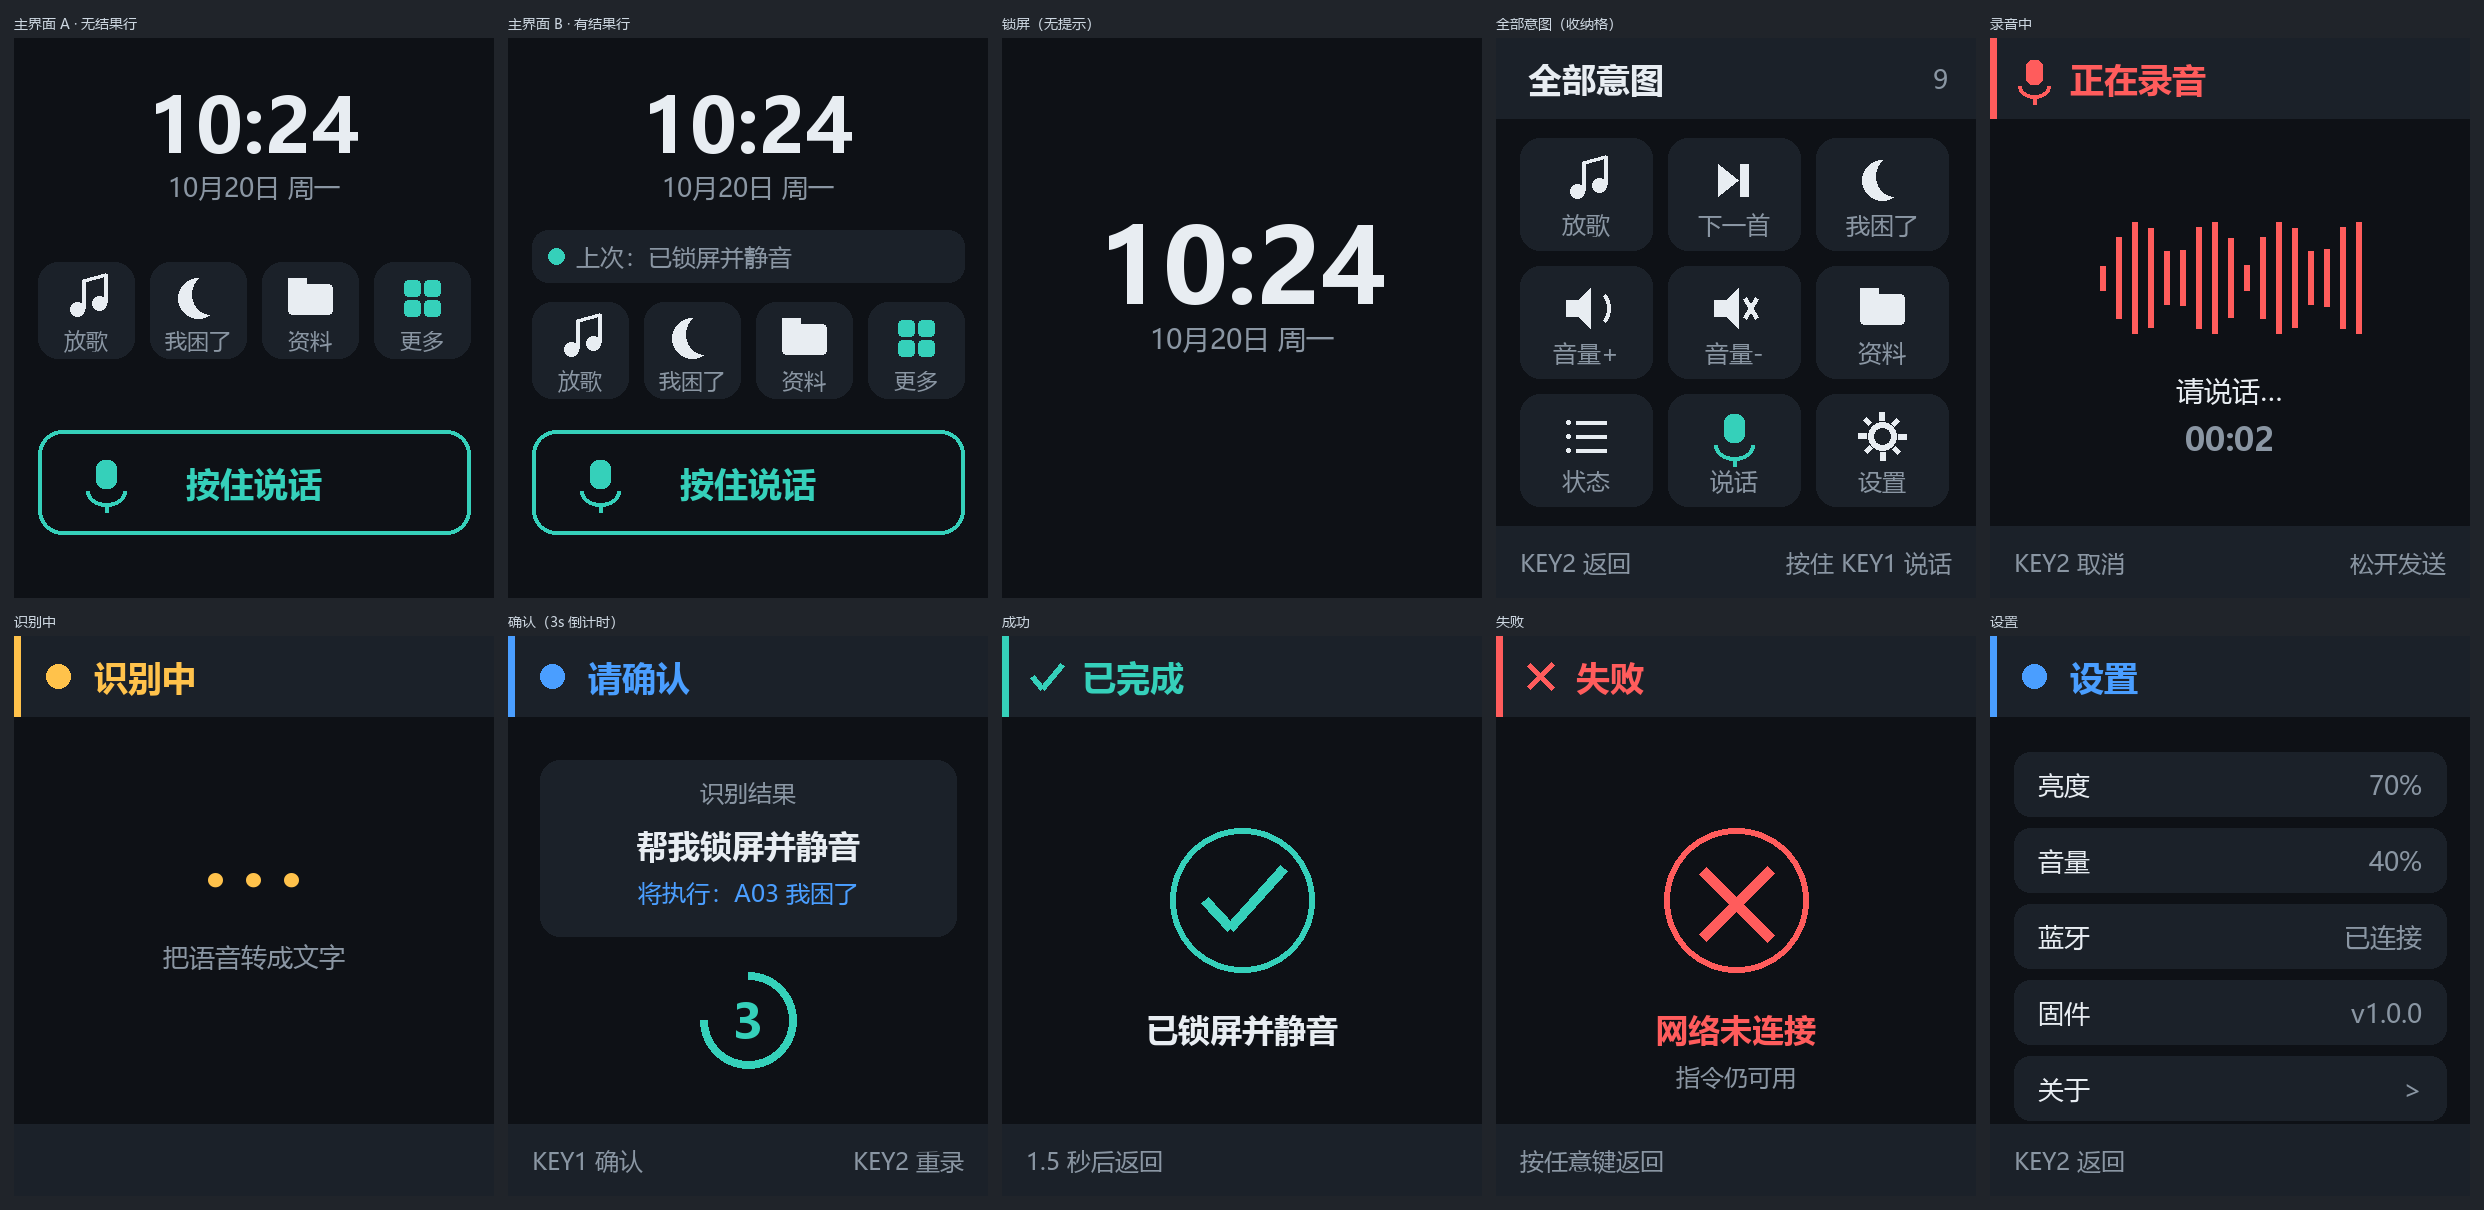 主界面 A · 无结果行
10:24
10月20日 周一
放歌
我困了
资料
更多
按住说话
主界面 B · 有结果行
10:24
10月20日 周一
上次：已锁屏并静音
放歌
我困了
资料
更多
按住说话
锁屏（无提示）
10:24
10月20日 周一
全部意图（收纳格）
全部意图
9
放歌
下一首
我困了
音量+
音量-
资料
状态
说话
设置
KEY2 返回
按住 KEY1 说话
录音中
正在录音
请说话...
00:02
KEY2 取消
松开发送
识别中
识别中
把语音转成文字
确认（3s 倒计时）
请确认
识别结果
帮我锁屏并静音
将执行：A03 我困了
3
KEY1 确认
KEY2 重录
成功
已完成
已锁屏并静音
1.5 秒后返回
失败
失败
网络未连接
指令仍可用
按任意键返回
设置
设置
亮度 70%
音量 40%
蓝牙 已连接
固件 v1.0.0
关于 >
KEY2 返回